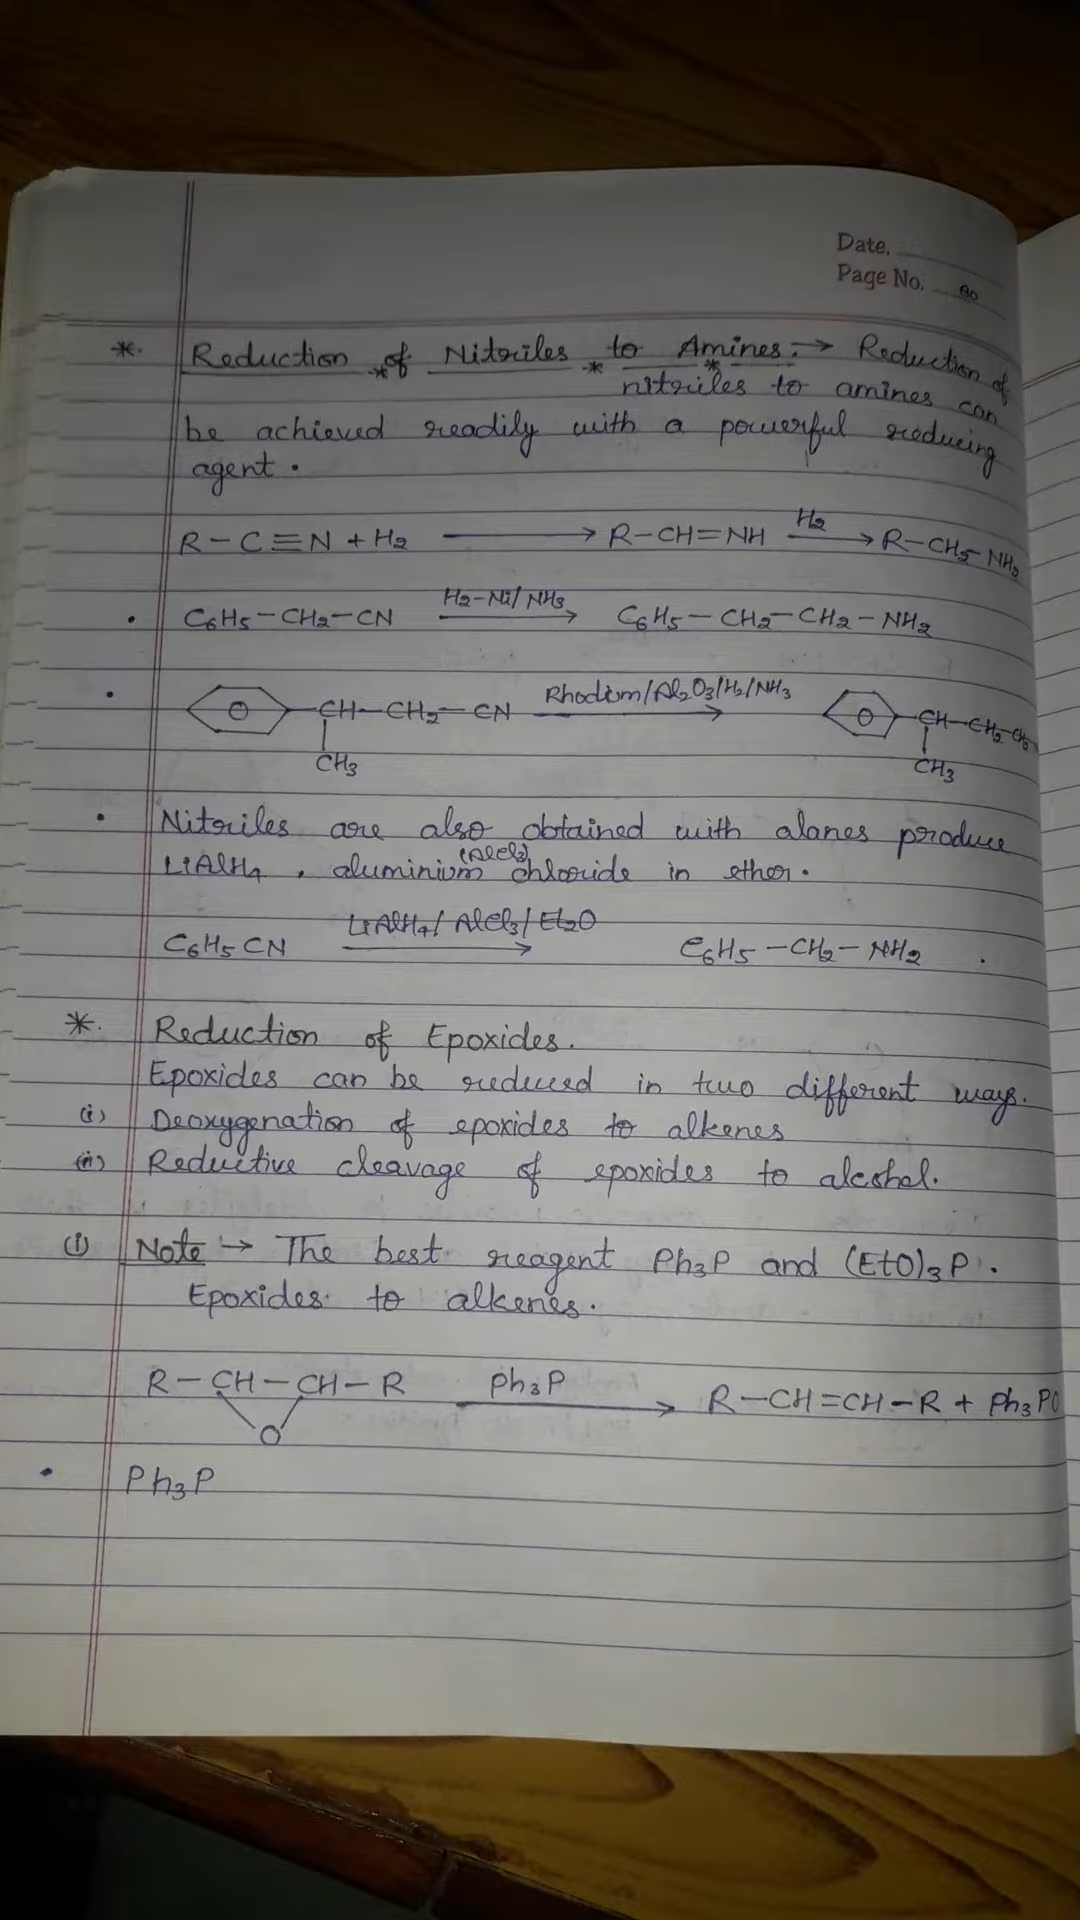 Date.
Page No. 80
*. Reduction of Nitriles to Amines :→ Reduction of
nitriles to amines can
be achieved readily with a powerful reducing
agent.
R-C≡N + H2 → R-CH=NH H2 → R-CH2-NH2
• C6H5-CH2-CN H2-Ni/NH3 → C6H5-CH2-CH2-NH2
• CH-CH2-CN Rhodium/Al2O3/H2/NH3 → CH-CH2-CH2
CH3 CH3
• Nitriles are also obtained with alanes produce
LiAlH4, aluminium (AlCl3) chloride in ether.
C6H5CN LiAlH4/AlCl3/Et2O → C6H5-CH2-NH2
*. Reduction of Epoxides.
Epoxides can be reduced in two different ways.
(i) Deoxygenation of epoxides to alkenes
(ii) Reductive cleavage of epoxides to alcohal.
(i) Note → The best reagent Ph3P and (EtO)3P.
Epoxides to alkenes.
R-CH-CH-R Ph3P → R-CH=CH-R + Ph3PO
O
• Ph3P